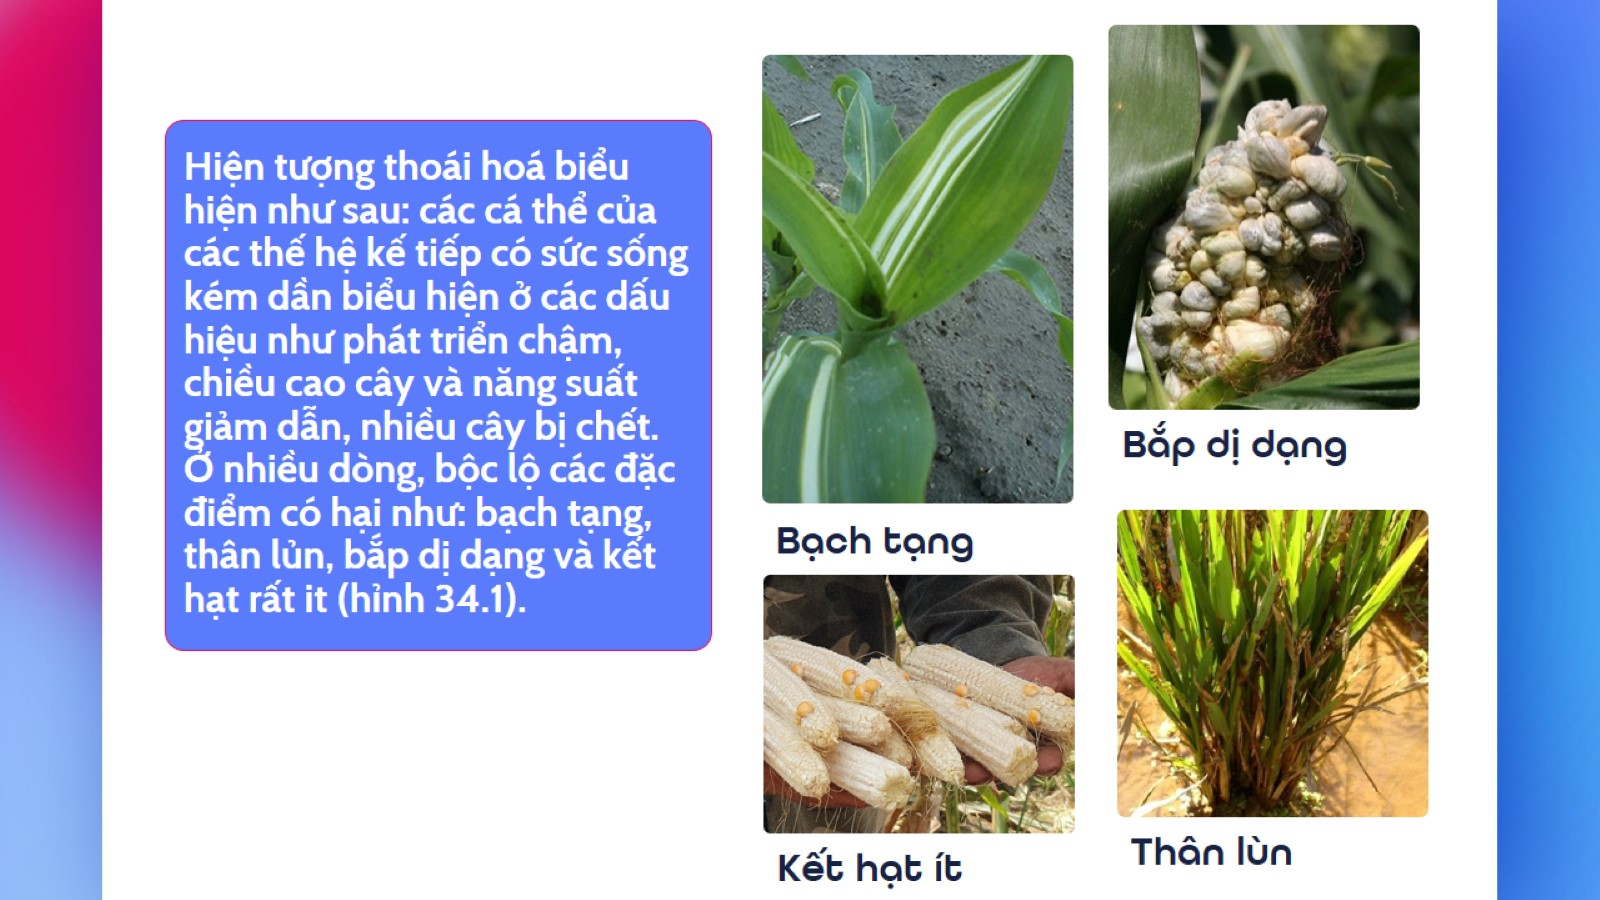 Hiện tượng thoái hoá biểu
hiện như sau: các cá thể của
các thế hệ kế tiếp có sức sống
kém dần biểu hiện ở các dấu
hiệu như phát triển chậm,
chiều cao cây và năng suất
giảm dẫn, nhiều cây bị chết.
Ở nhiều dòng, bộc lộ các đặc
điểm có hại như: bạch tạng,
thân lủn, bắp dị dạng và kết
hạt rất it (hỉnh 34.1).
Bạch tạng
Bắp dị dạng
Kết hạt ít
Thân lùn